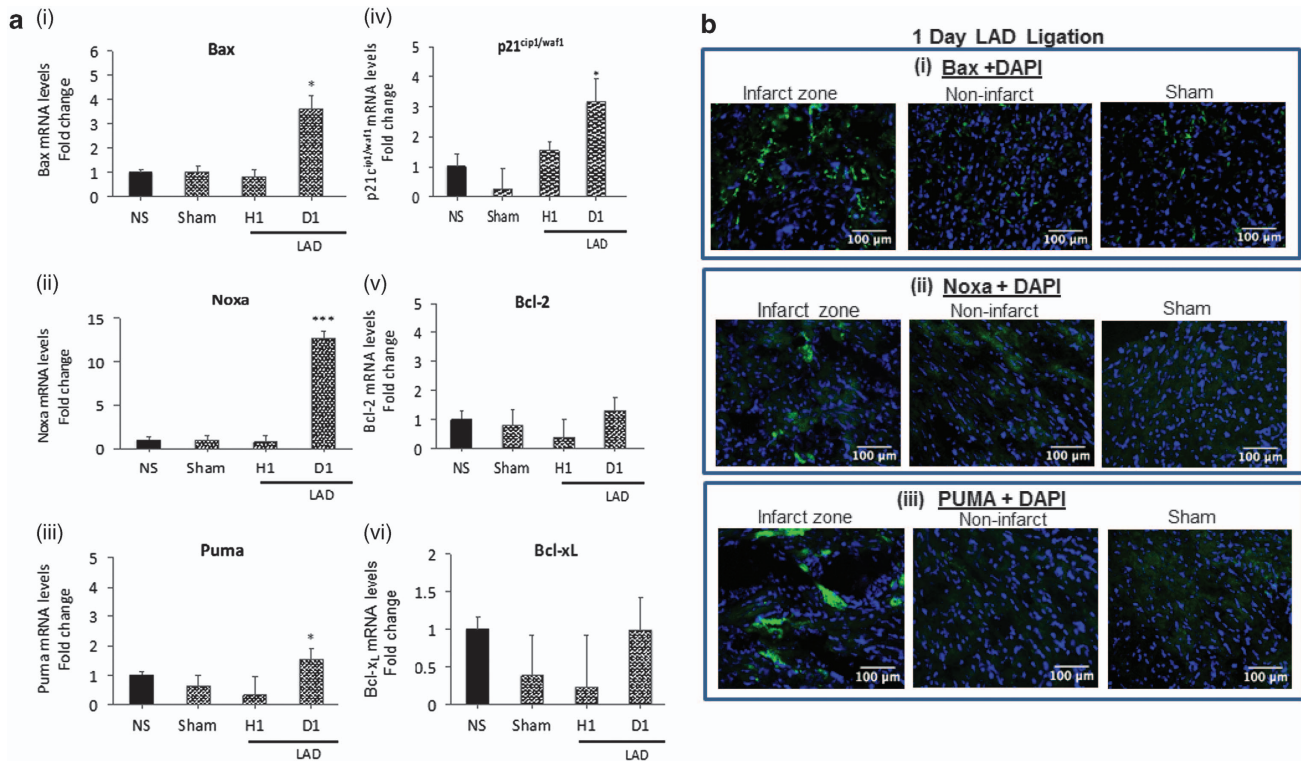 a
(i)
Bax
Bax mRNA levels
Fold change
6
5
4
3
2
1
0
*
NS
Sham
H1
D1
LAD
(iv)
p21cip1/waf1
p21cip1/waf1 mRNA levels
Fold change
5
4
3
2
1
0
*
NS
Sham
H1
D1
LAD
(ii)
Noxa
Noxa mRNA levels
Fold change
15
10
5
0
***
NS
Sham
H1
D1
LAD
(v)
Bcl-2
Bcl-2 mRNA levels
Fold change
5
4
3
2
1
0
NS
Sham
H1
D1
LAD
(iii)
Puma
Puma mRNA levels
Fold change
5
4
3
2
1
0
*
NS
Sham
H1
D1
LAD
(vi)
Bcl-xL
Bcl-xL mRNA levels
Fold change
2
1.5
1
0.5
0
NS
Sham
H1
D1
LAD
b
1 Day LAD Ligation
(i) Bax +DAPI
Infarct zone
Non-infarct
Sham
100 µm
100 µm
100 µm
(ii) Noxa + DAPI
Infarct zone
Non-infarct
Sham
100 µm
100 µm
100 µm
(iii) PUMA + DAPI
Infarct zone
Non-infarct
Sham
100 µm
100 µm
100 µm